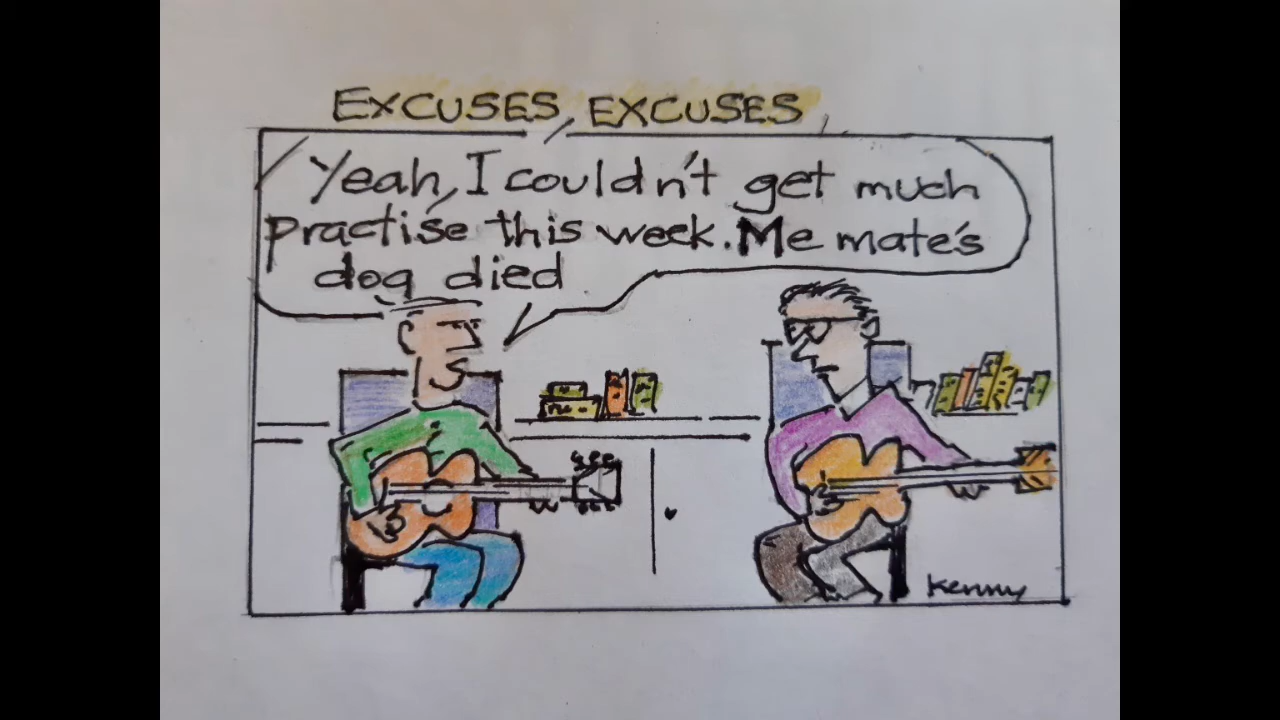 EXCUSES, EXCUSES,
Yeah, I couldn't get much
practise this week. Me mate's
dog died
Kenny